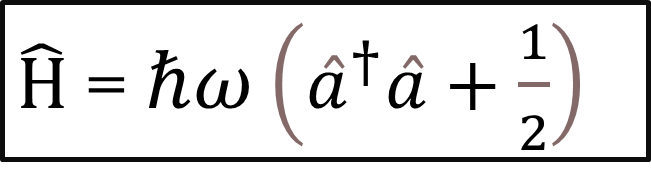 Ĥ = ℏω (â†â + 1/2)